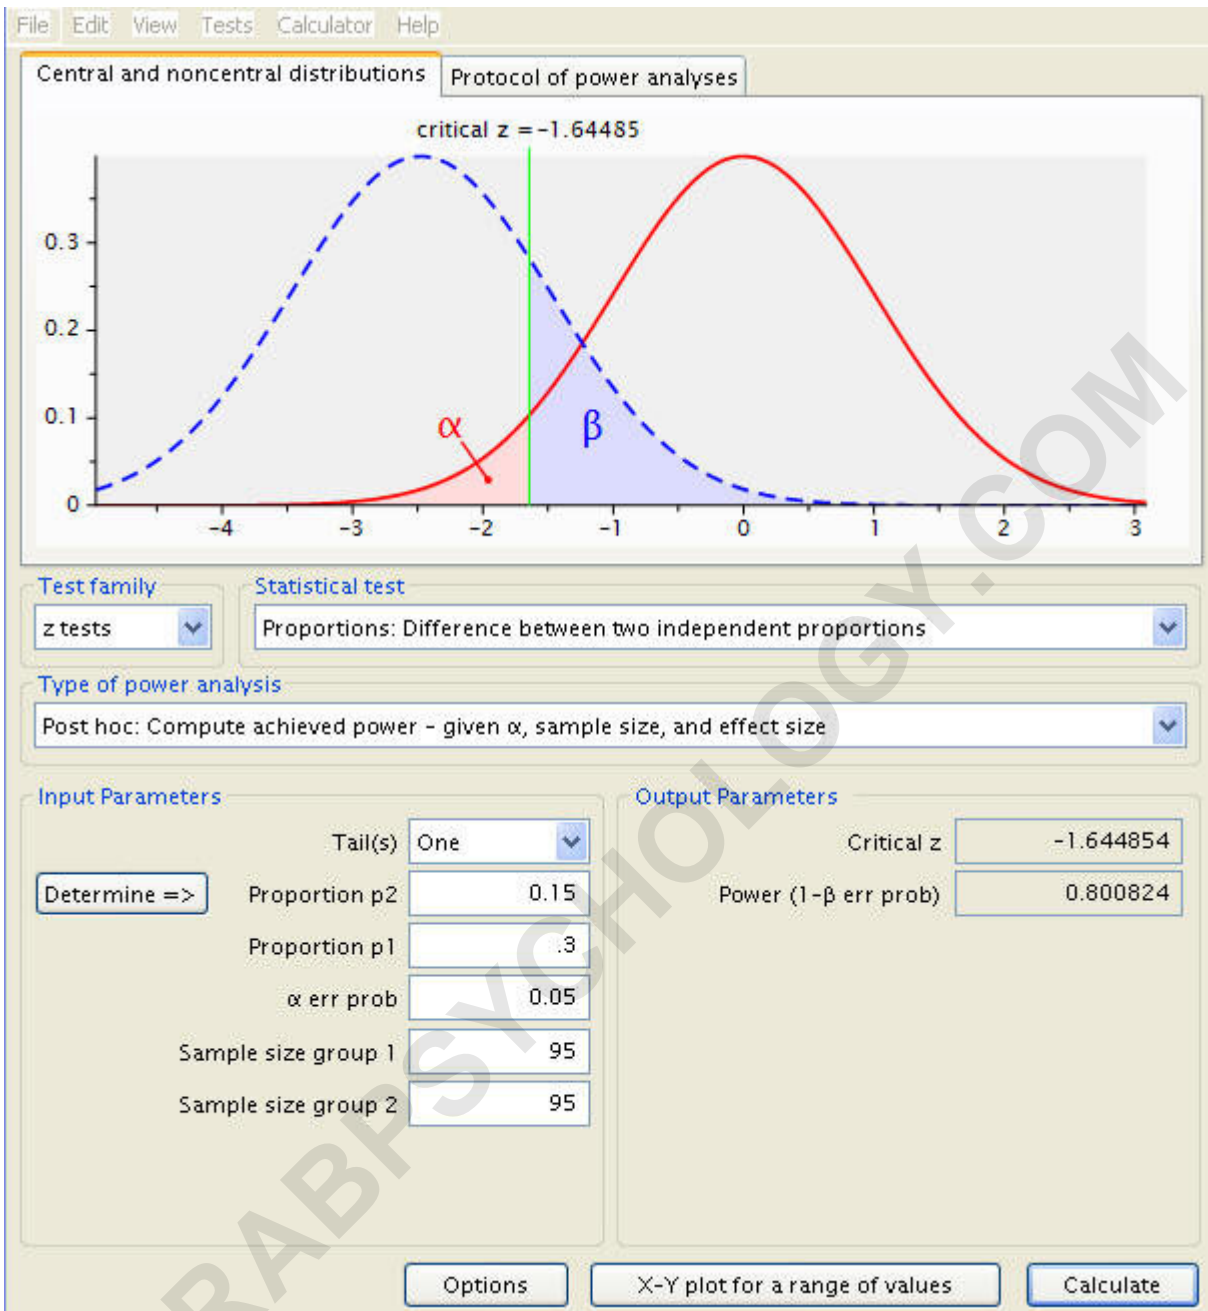 File Edit View Tests Calculator Help
Central and noncentral distributions Protocol of power analyses
critical z = -1.64485
0.3
0.2
0.1
0
α
β
-4 -3 -2 -1 0 1 2 3
Test family Statistical test
z tests Proportions: Difference between two independent proportions
Type of power analysis
Post hoc: Compute achieved power - given α, sample size, and effect size
Input Parameters Output Parameters
Tail(s) One Critical z -1.644854
Determine => Proportion p2 0.15 Power (1-β err prob) 0.800824
Proportion p1 .3
α err prob 0.05
Sample size group 1 95
Sample size group 2 95
Options X-Y plot for a range of values Calculate
RABPSYCHOLOGY.COM